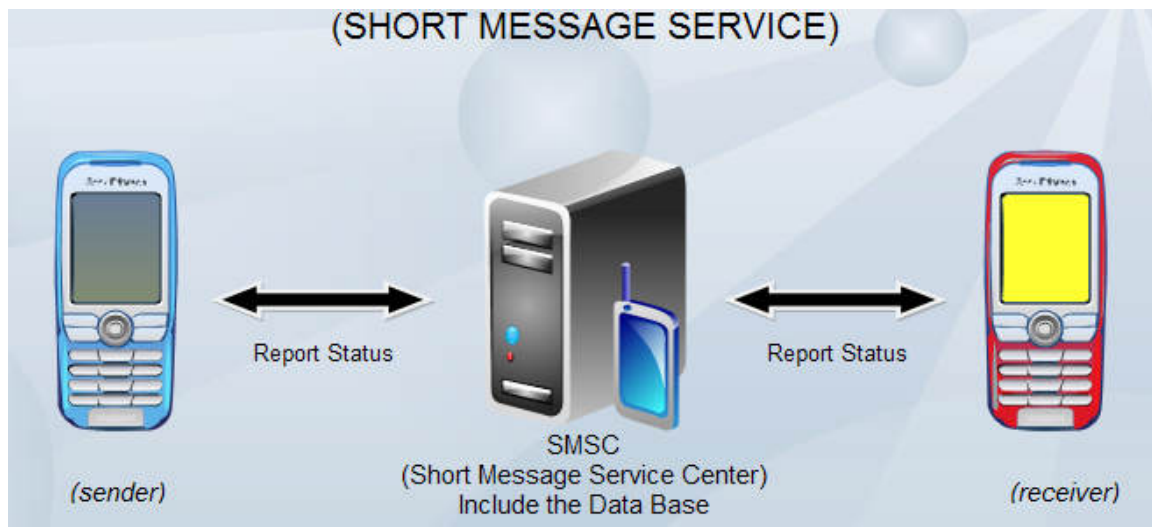 (SHORT MESSAGE SERVICE)
Report Status
Report Status
SMSC
(Short Message Service Center)
Include the Data Base
(sender)
(receiver)